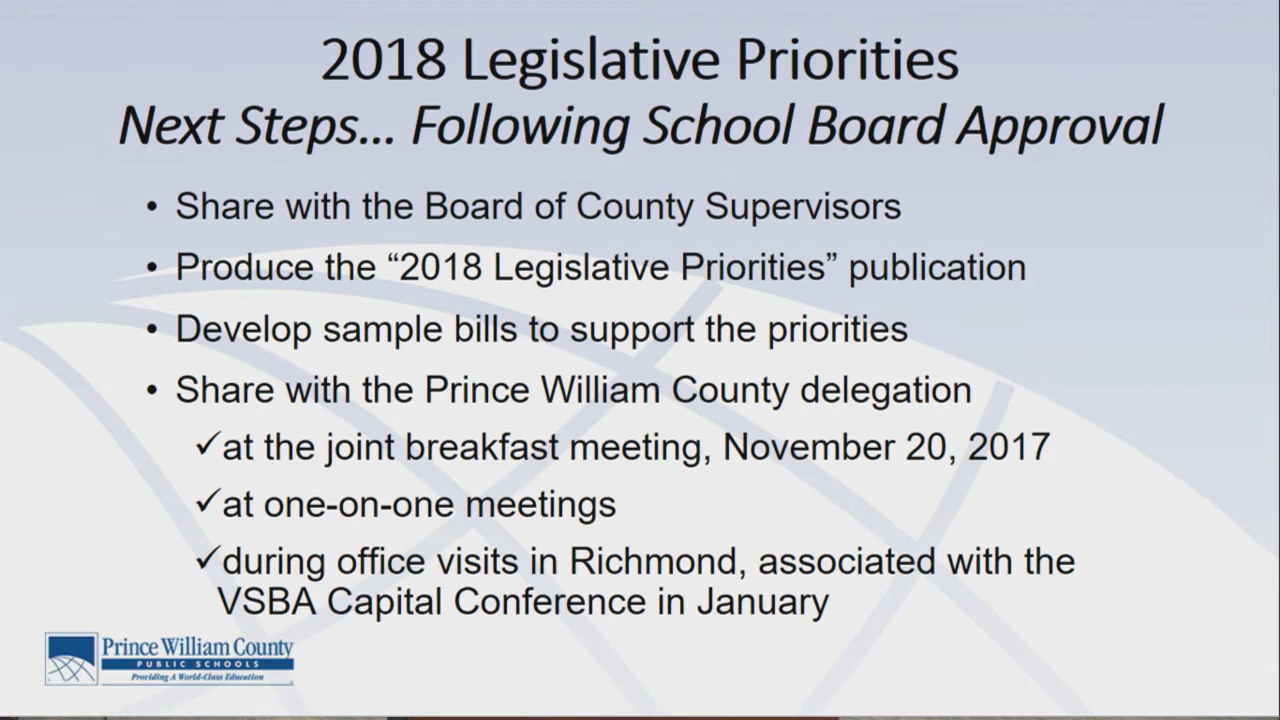 2018 Legislative Priorities
Next Steps... Following School Board Approval
• Share with the Board of County Supervisors
• Produce the “2018 Legislative Priorities” publication
• Develop sample bills to support the priorities
• Share with the Prince William County delegation
✓at the joint breakfast meeting, November 20, 2017
✓at one-on-one meetings
✓during office visits in Richmond, associated with the
VSBA Capital Conference in January
Prince William County
PUBLIC SCHOOLS
Providing A World-Class Education